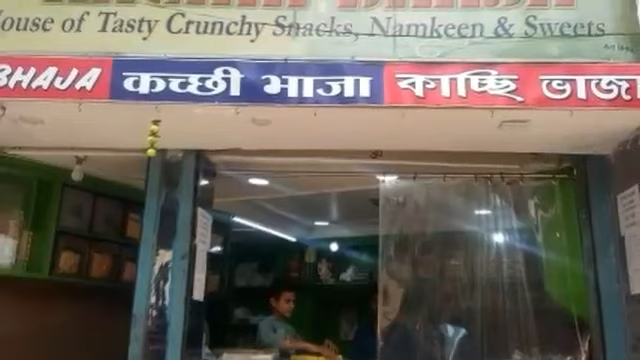 ouse of Tasty Crunchy Snacks, Namkeen & Sweets
BHAJA कच्छी भाजा কাচ্ছি ভাজা